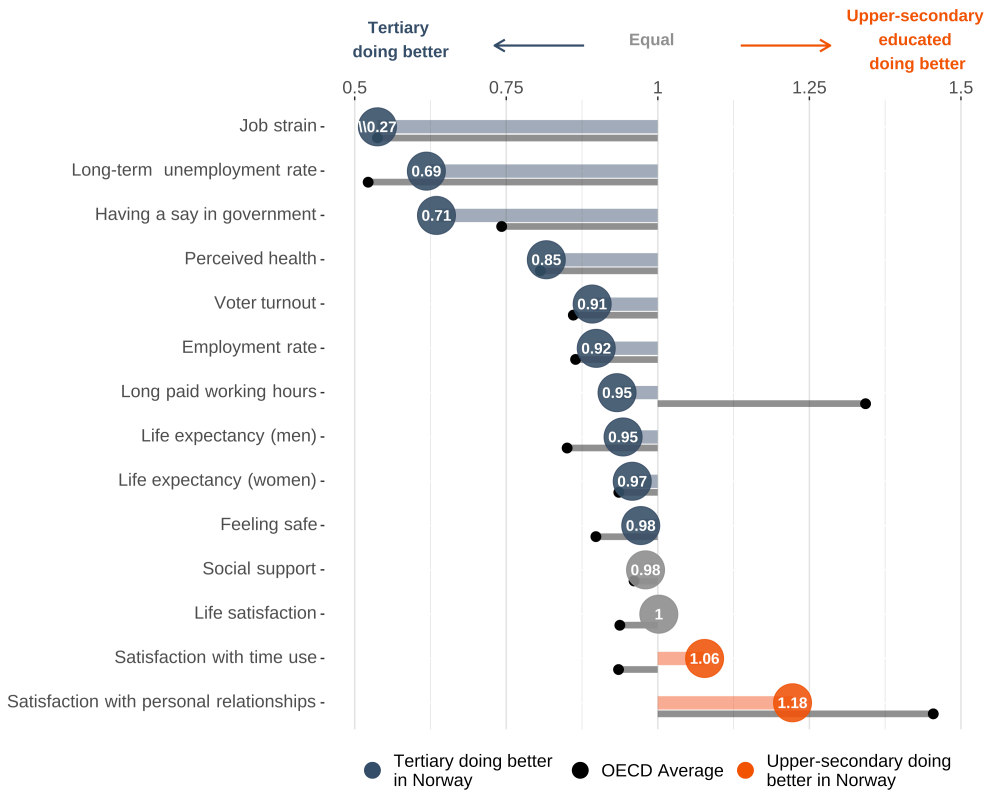 Tertiary
doing better
Equal
Upper-secondary
educated
doing better
0.5 0.75 1 1.25 1.5
Job strain \\0.27
Long-term unemployment rate 0.69
Having a say in government 0.71
Perceived health 0.85
Voter turnout 0.91
Employment rate 0.92
Long paid working hours 0.95
Life expectancy (men) 0.95
Life expectancy (women) 0.97
Feeling safe 0.98
Social support 0.98
Life satisfaction 1
Satisfaction with time use 1.06
Satisfaction with personal relationships 1.18
Tertiary doing better
in Norway
OECD Average
Upper-secondary doing
better in Norway